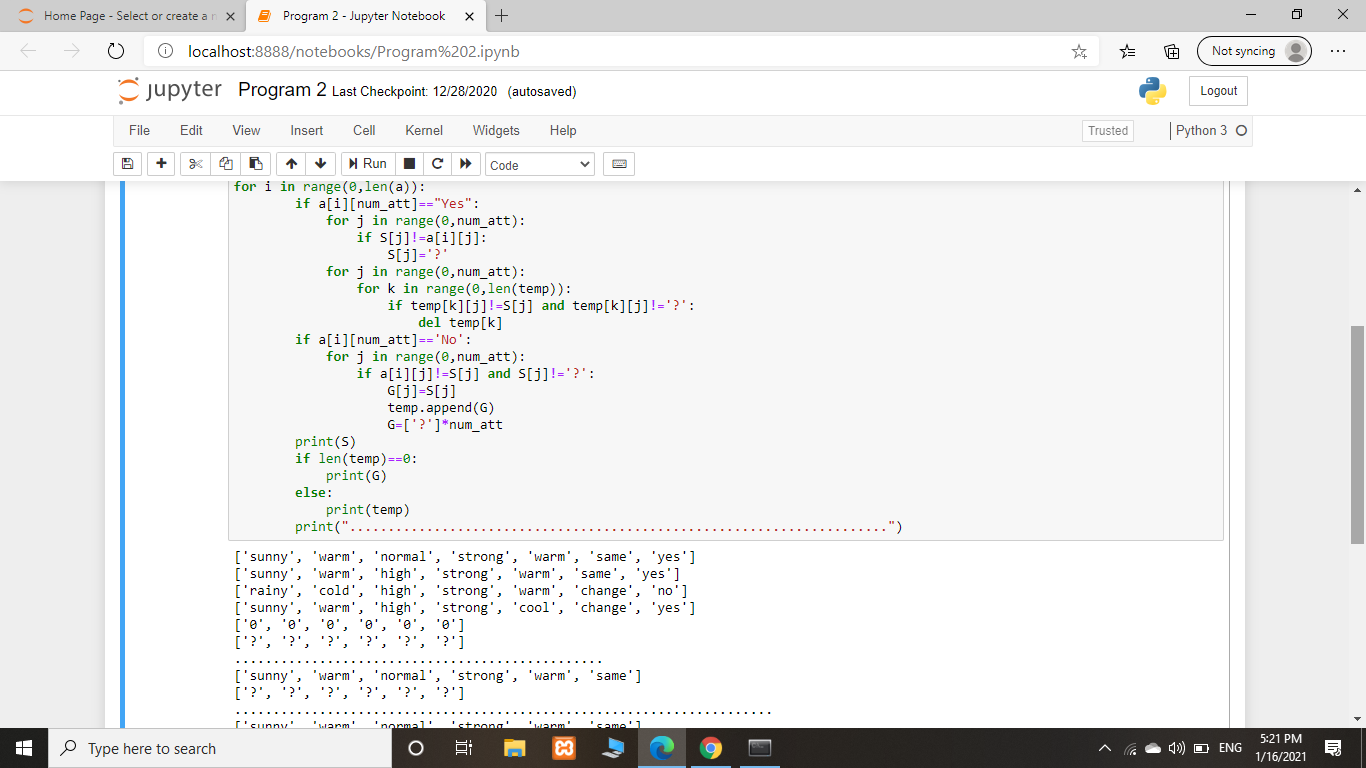 Home Page - Select or create a n
Program 2 - Jupyter Notebook
localhost:8888/notebooks/Program%202.ipynb
Not syncing
jupyter Program 2 Last Checkpoint: 12/28/2020 (autosaved)
Logout
File Edit View Insert Cell Kernel Widgets Help
Trusted
Python 3
Run
Code
for i in range(0,len(a)):
        if a[i][num_att]=="Yes":
            for j in range(0,num_att):
                if S[j]!=a[i][j]:
                    S[j]='?'
            for j in range(0,num_att):
                for k in range(0,len(temp)):
                    if temp[k][j]!=S[j] and temp[k][j]!='?':
                        del temp[k]
        if a[i][num_att]=='No':
            for j in range(0,num_att):
                if a[i][j]!=S[j] and S[j]!='?':
                    G[j]=S[j]
                    temp.append(G)
                    G=['?']*num_att
        print(S)
        if len(temp)==0:
            print(G)
        else:
            print(temp)
        print("......................................................................")
['sunny', 'warm', 'normal', 'strong', 'warm', 'same', 'yes']
['sunny', 'warm', 'high', 'strong', 'warm', 'same', 'yes']
['rainy', 'cold', 'high', 'strong', 'warm', 'change', 'no']
['sunny', 'warm', 'high', 'strong', 'cool', 'change', 'yes']
['0', '0', '0', '0', '0', '0']
['?', '?', '?', '?', '?', '?']
................................................
['sunny', 'warm', 'normal', 'strong', 'warm', 'same']
['?', '?', '?', '?', '?', '?']
......................................................................
['sunny', 'warm', 'normal', 'strong', 'warm', 'same']
Type here to search
ENG
5:21 PM
1/16/2021